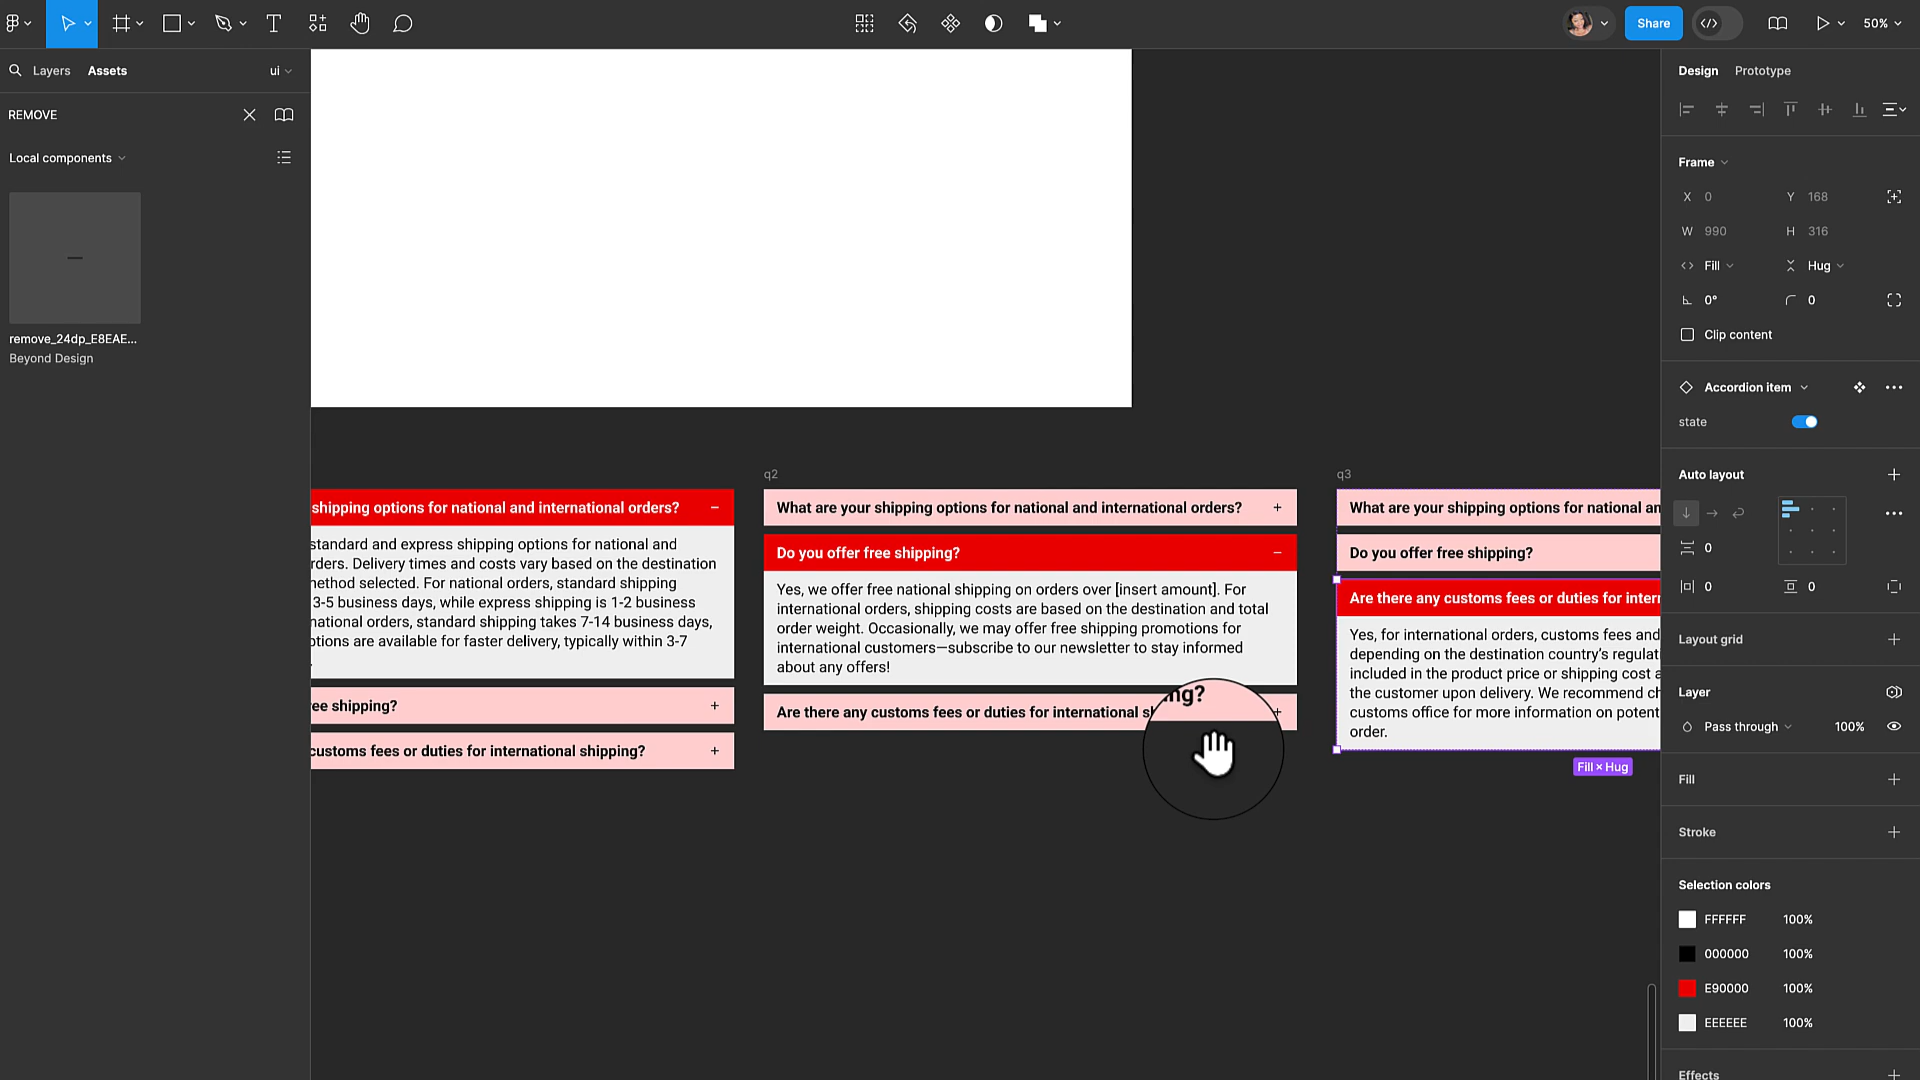 Share
50%
Layers
Assets
ui
REMOVE
Local components
remove_24dp_E8EAE...
Beyond Design
shipping options for national and international orders?
standard and express shipping options for national and
rders. Delivery times and costs vary based on the destination
method selected. For national orders, standard shipping
3-5 business days, while express shipping is 1-2 business
national orders, standard shipping takes 7-14 business days,
ptions are available for faster delivery, typically within 3-7
ee shipping?
customs fees or duties for international shipping?
q2
What are your shipping options for national and international orders?
Do you offer free shipping?
Yes, we offer free national shipping on orders over [insert amount]. For
international orders, shipping costs are based on the destination and total
order weight. Occasionally, we may offer free shipping promotions for
international customers—subscribe to our newsletter to stay informed
about any offers!
Are there any customs fees or duties for international sh
ing?
q3
What are your shipping options for national an
Do you offer free shipping?
Are there any customs fees or duties for inter
Yes, for international orders, customs fees and
depending on the destination country's regulati
included in the product price or shipping cost a
the customer upon delivery. We recommend ch
customs office for more information on potent
order.
Fill × Hug
Design
Prototype
Frame
X 0
Y 168
W 990
H 316
Fill
Hug
0°
0
Clip content
Accordion item
state
Auto layout
0
0
0
Layout grid
Layer
Pass through
100%
Fill
Stroke
Selection colors
FFFFFF 100%
000000 100%
E90000 100%
EEEEEE 100%
Effects